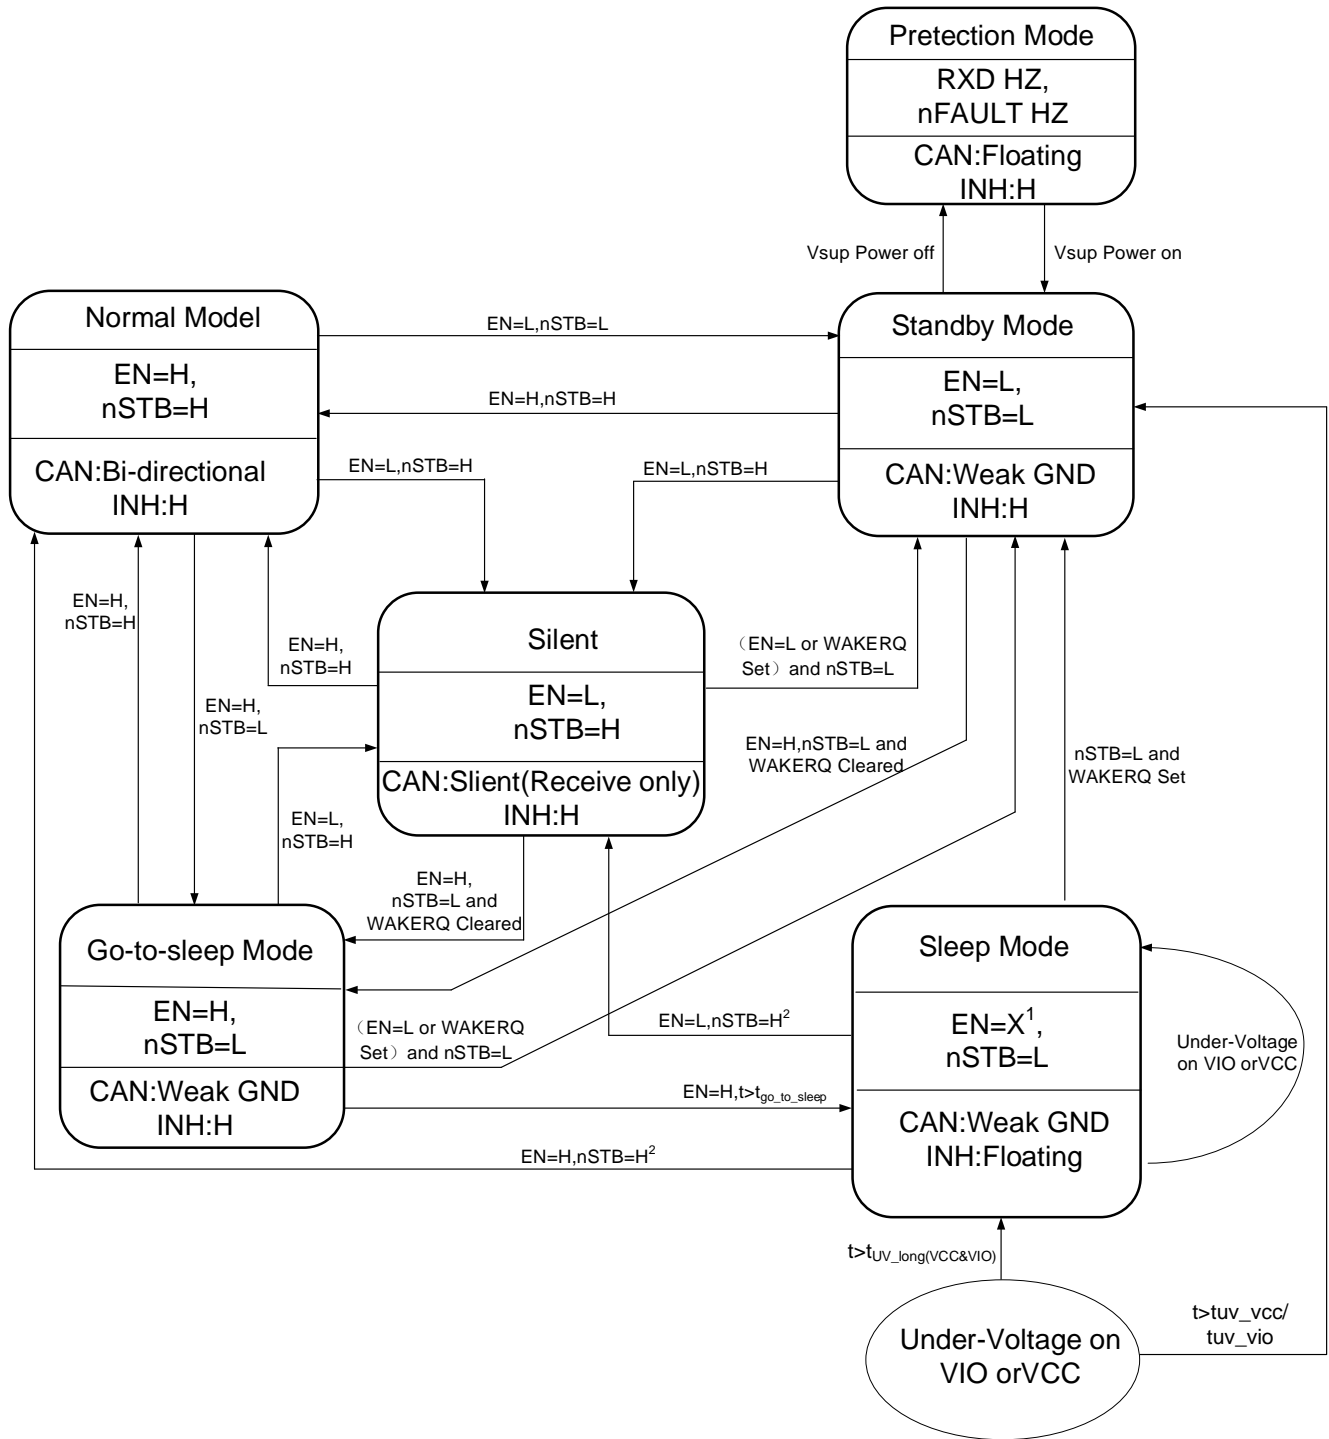 Pretection Mode
RXD HZ,
nFAULT HZ
CAN:Floating
INH:H
Vsup Power off
Vsup Power on
Normal Model
EN=H,
nSTB=H
CAN:Bi-directional
INH:H
EN=L,nSTB=L
EN=H,nSTB=H
EN=L,nSTB=H
EN=L,nSTB=H
Standby Mode
EN=L,
nSTB=L
CAN:Weak GND
INH:H
EN=H,
nSTB=H
EN=H,
nSTB=L
EN=H,
nSTB=H
Silent
EN=L,
nSTB=H
CAN:Slient(Receive only)
INH:H
（EN=L or WAKERQ
Set）and nSTB=L
EN=H,nSTB=L and
WAKERQ Cleared
nSTB=L and
WAKERQ Set
EN=L,
nSTB=H
EN=H,
nSTB=L and
WAKERQ Cleared
Go-to-sleep Mode
EN=H,
nSTB=L
CAN:Weak GND
INH:H
（EN=L or WAKERQ
Set）and nSTB=L
EN=L,nSTB=H²
EN=H,t>tgo_to_sleep
EN=H,nSTB=H²
Sleep Mode
EN=X¹,
nSTB=L
CAN:Weak GND
INH:Floating
Under-Voltage
on VIO orVCC
t>tUV_long(VCC&VIO)
Under-Voltage on
VIO orVCC
t>tuv_vcc/
tuv_vio